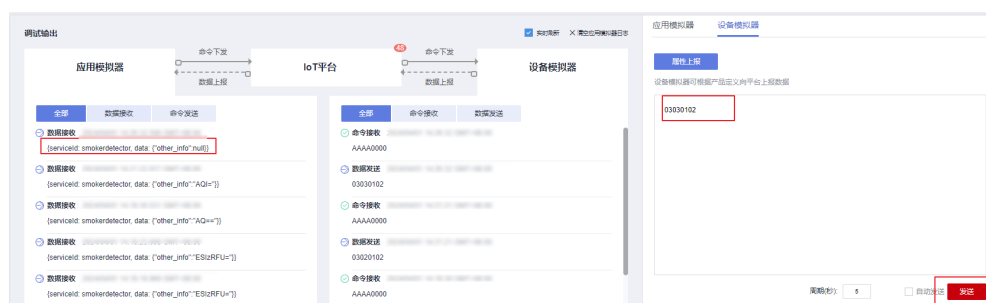 调试输出
实时刷新
清空应用模拟器日志
应用模拟器
命令下发
数据上报
IoT平台
48
命令下发
数据上报
设备模拟器
全部
数据接收
命令发送
数据接收
{serviceId: smokerdetector, data: {"other_info":null}}
数据接收
{serviceId: smokerdetector, data: {"other_info":"AQI="}}
数据接收
{serviceId: smokerdetector, data: {"other_info":"AQ=="}}
数据接收
{serviceId: smokerdetector, data: {"other_info":"ESIzRFU="}}
数据接收
{serviceId: smokerdetector, data: {"other_info":"ESIzRFU="}}
全部
命令接收
数据发送
命令接收
AAAA0000
数据发送
03030102
命令接收
AAAA0000
数据发送
03020102
命令接收
AAAA0000
应用模拟器
设备模拟器
属性上报
设备模拟器可根据产品定义向平台上报数据
03030102
周期(秒):
5
自动发送
发送